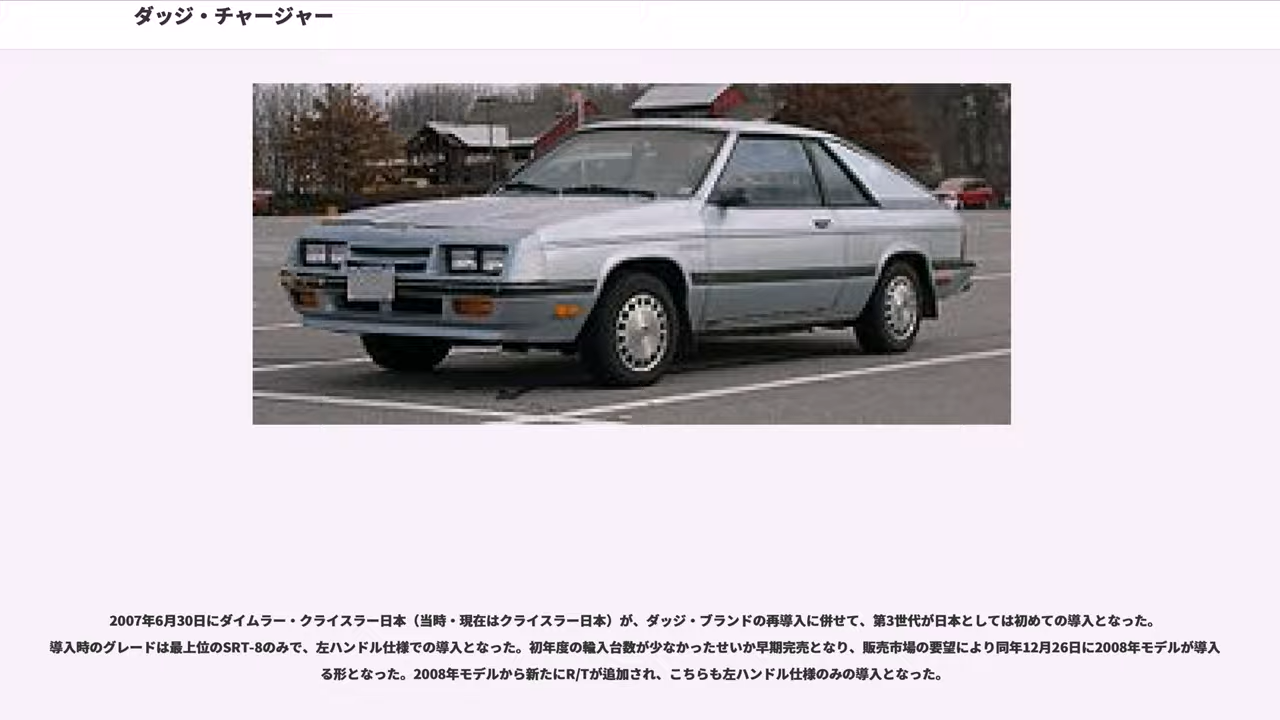 ダッジ・チャージャー
2007年6月30日にダイムラー・クライスラー日本（当時・現在はクライスラー日本）が、ダッジ・ブランドの再導入に併せて、第3世代が日本としては初めての導入となった。
導入時のグレードは最上位のSRT-8のみで、左ハンドル仕様での導入となった。初年度の輸入台数が少なかったせいか早期完売となり、販売市場の要望により同年12月26日に2008年モデルが導入
る形となった。2008年モデルから新たにR/Tが追加され、こちらも左ハンドル仕様のみの導入となった。